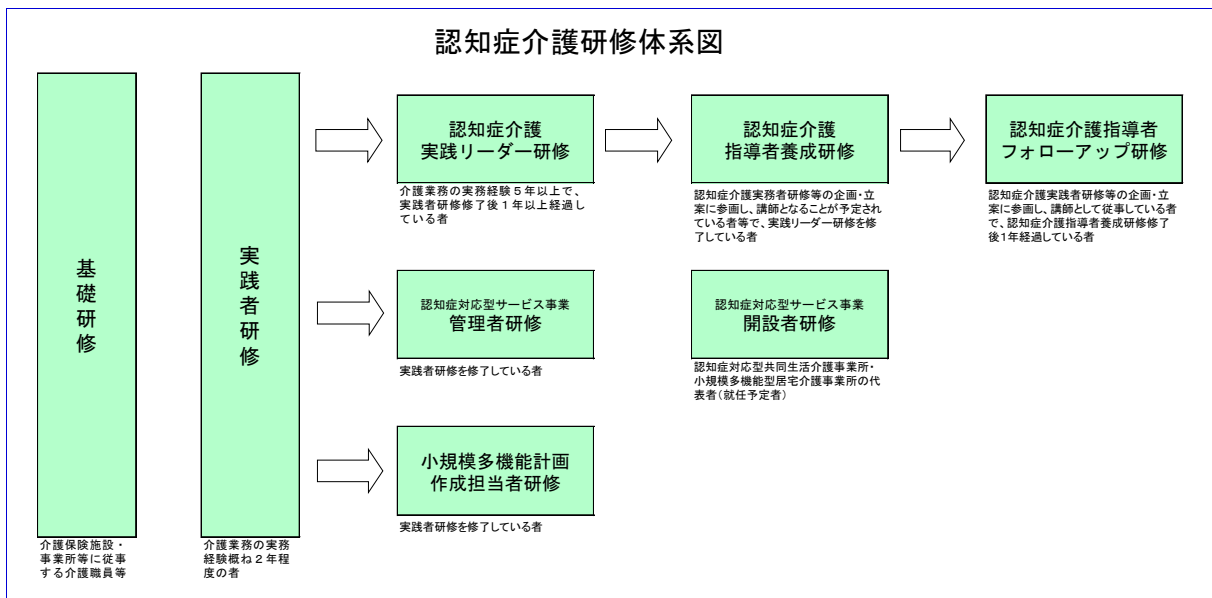 認知症介護研修体系図
基礎研修
介護保険施設・
事業所等に従事
する介護職員等
実践者研修
介護業務の実務
経験概ね2年程
度の者
認知症介護
実践リーダー研修
介護業務の実務経験５年以上で、
実践者研修修了後１年以上経過し
ている者
認知症介護
指導者養成研修
認知症介護実務者研修等の企画・立
案に参画し、講師となることが予定され
ている者等で、実践リーダー研修を修
了している者
認知症介護指導者
フォローアップ研修
認知症介護実践者研修等の企画・立
案に参画し、講師として従事している者
で、認知症介護指導者養成研修修了
後1年経過している者
認知症対応型サービス事業
管理者研修
実践者研修を修了している者
認知症対応型サービス事業
開設者研修
認知症対応型共同生活介護事業所・
小規模多機能型居宅介護事業所の代
表者（就任予定者）
小規模多機能計画
作成担当者研修
実践者研修を修了している者